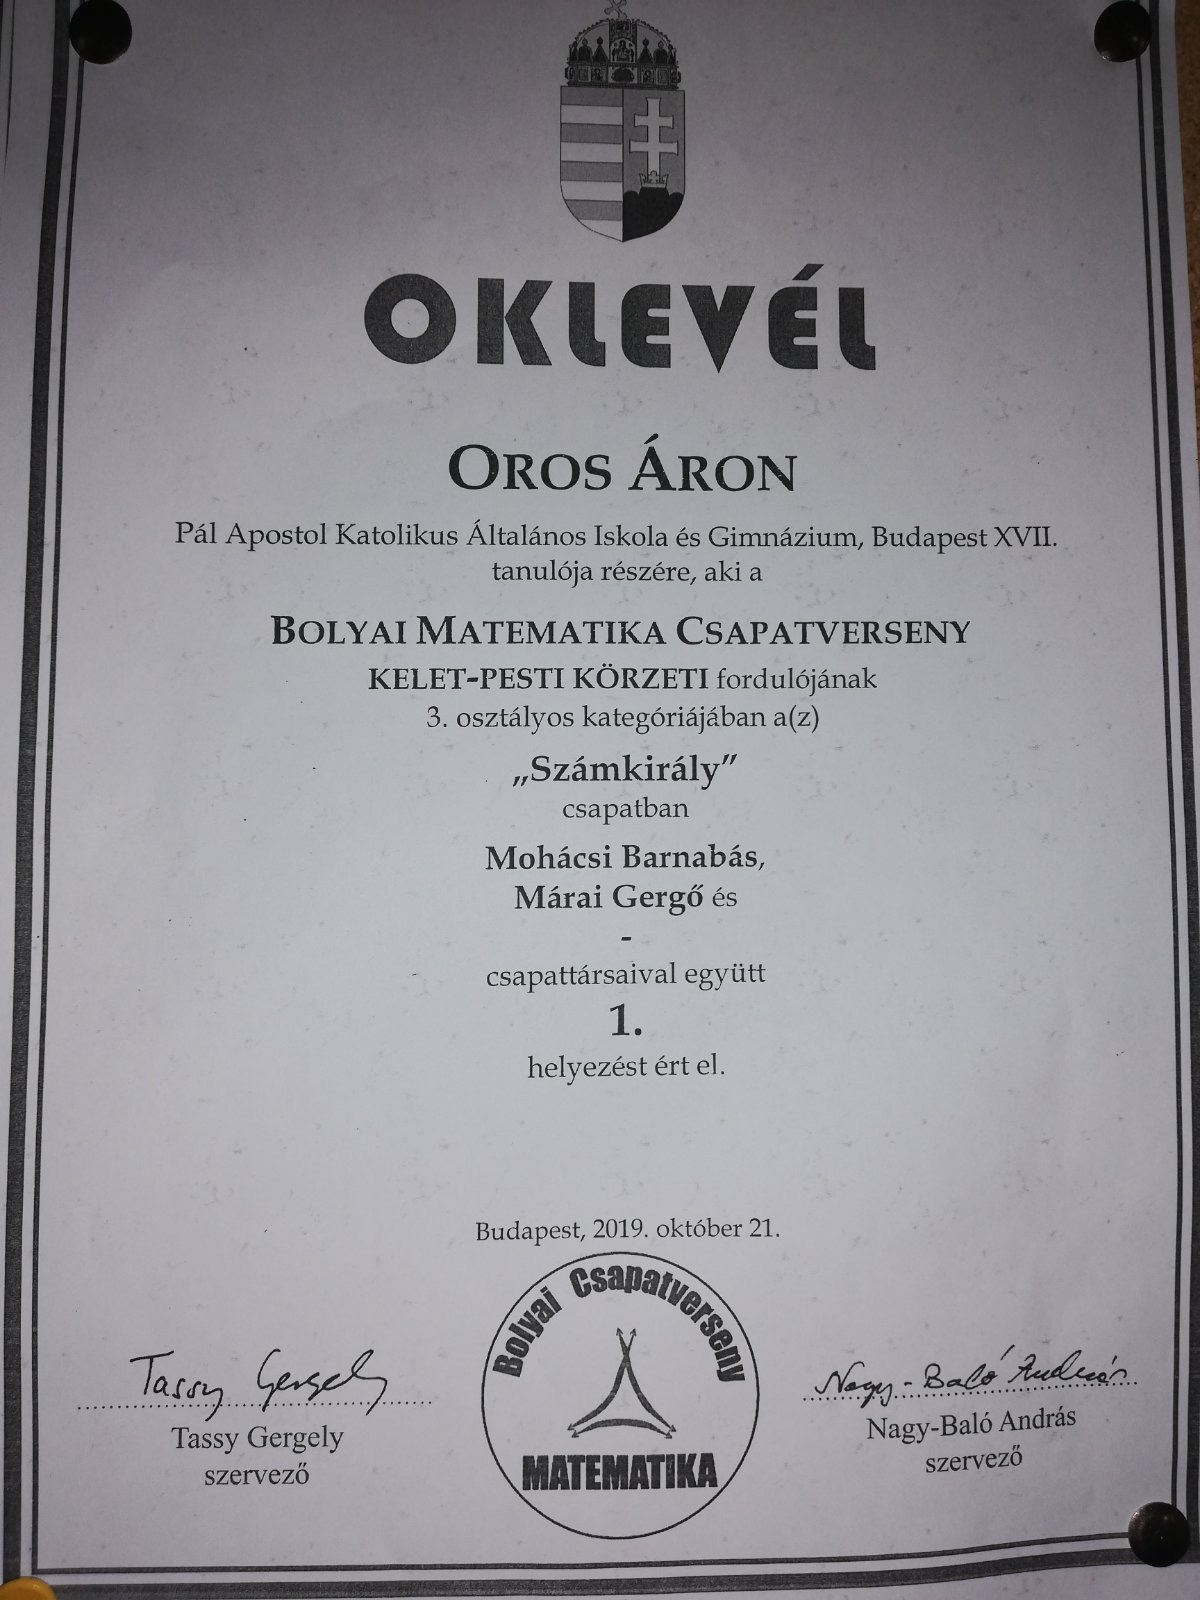 OKLEVÉL
OROS ÁRON
Pál Apostol Katolikus Általános Iskola és Gimnázium, Budapest XVII.
tanulója részére, aki a
BOLYAI MATEMATIKA CSAPATVERSENY
KELET-PESTI KÖRZETI fordulójának
3. osztályos kategóriájában a(z)
„Számkirály”
csapatban
Mohácsi Barnabás,
Márai Gergő és
-
csapattársaival együtt
1.
helyezést ért el.
Budapest, 2019. október 21.
Bolyai Csapatverseny
MATEMATIKA
Tassy Gergely
Tassy Gergely
szervező
Nagy-Baló András
Nagy-Baló András
szervező